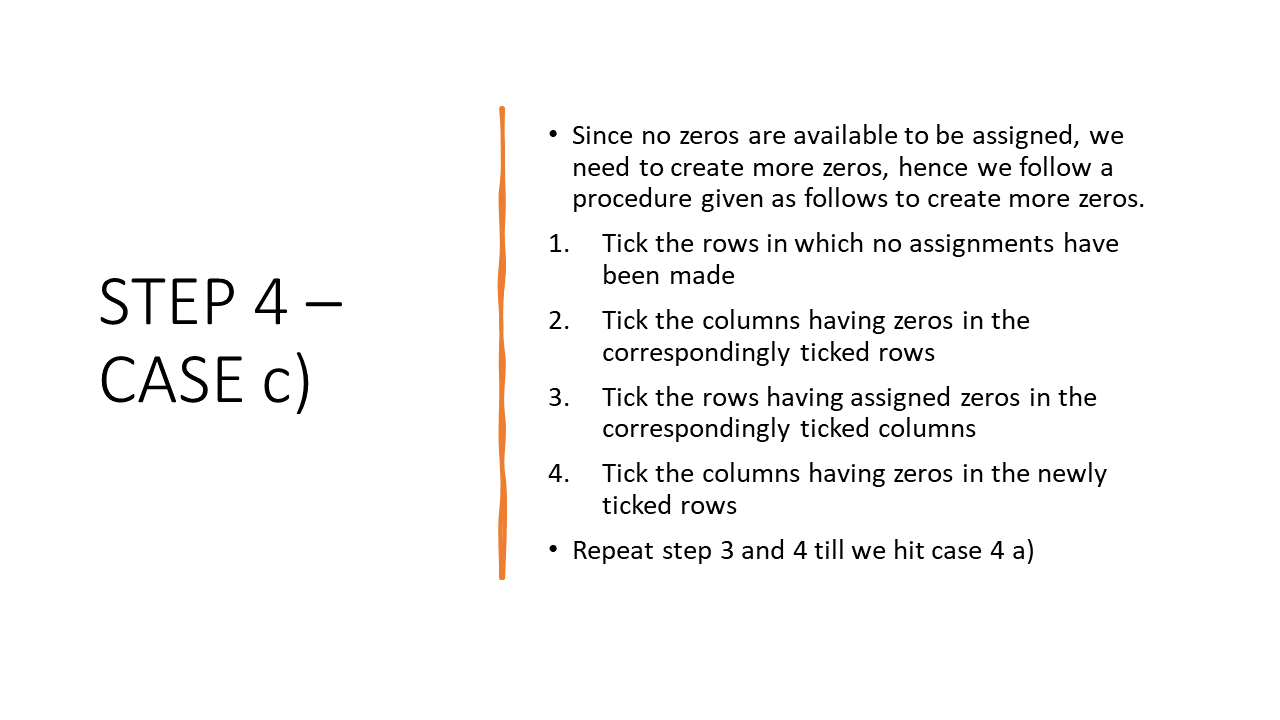 STEP 4 –
CASE c)
• Since no zeros are available to be assigned, we
need to create more zeros, hence we follow a
procedure given as follows to create more zeros.
1. Tick the rows in which no assignments have
been made
2. Tick the columns having zeros in the
correspondingly ticked rows
3. Tick the rows having assigned zeros in the
correspondingly ticked columns
4. Tick the columns having zeros in the newly
ticked rows
• Repeat step 3 and 4 till we hit case 4 a)